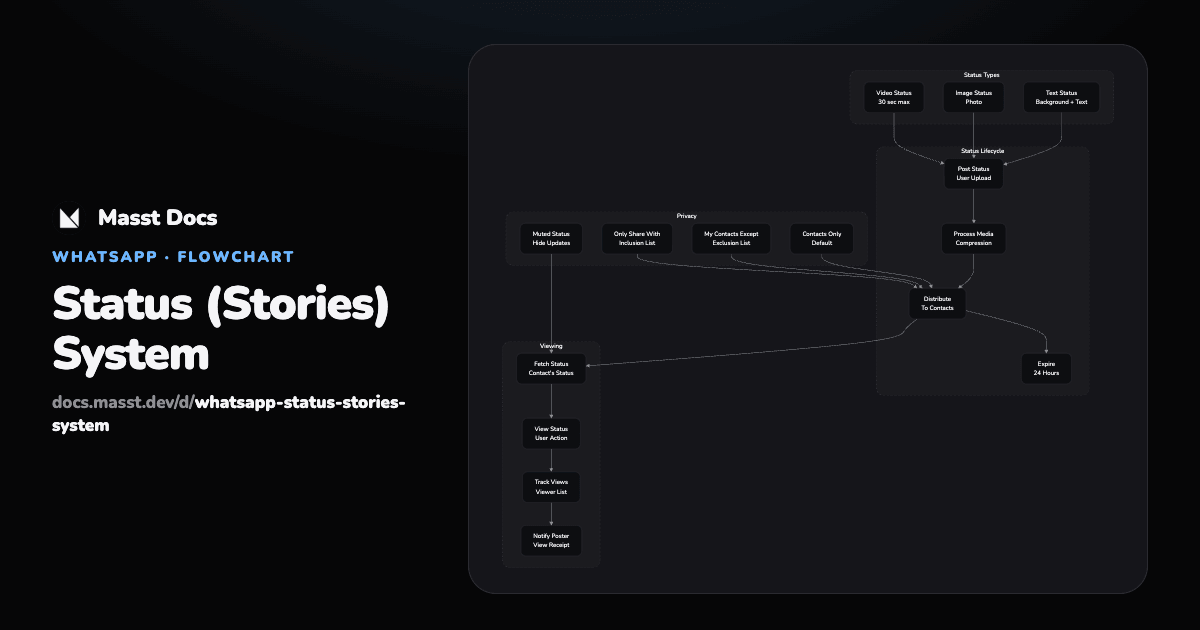 Masst Docs
WHATSAPP · FLOWCHART
Status (Stories)
System
docs.masst.dev/d/whatsapp-status-stories-
system
Status Types
Video Status
30 sec max
Image Status
Photo
Text Status
Background + Text
Status Lifecycle
Post Status
User Upload
Process Media
Compression
Distribute
To Contacts
Expire
24 Hours
Privacy
Muted Status
Hide Updates
Only Share With
Inclusion List
My Contacts Except
Exclusion List
Contacts Only
Default
Viewing
Fetch Status
Contact's Status
View Status
User Action
Track Views
Viewer List
Notify Poster
View Receipt